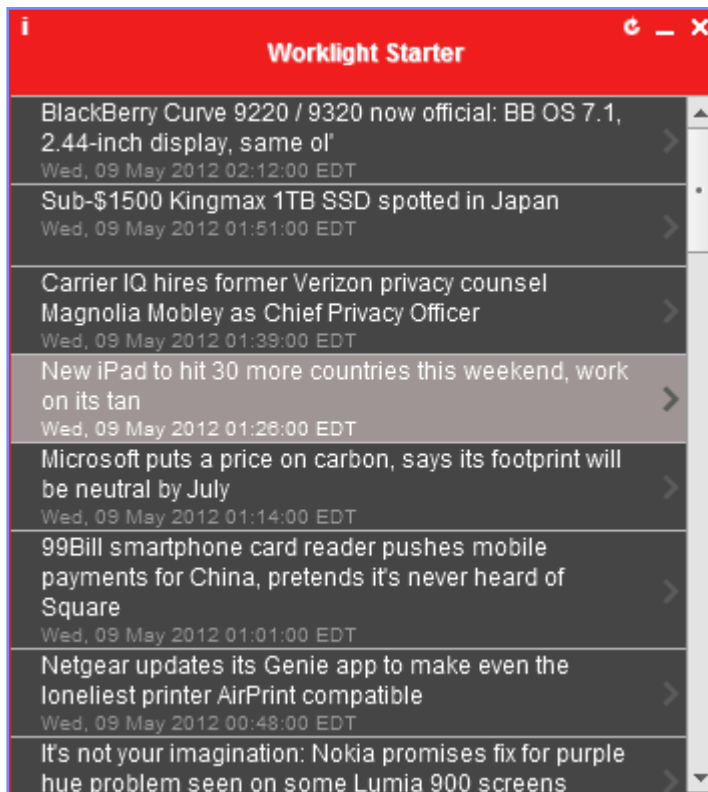 i
Worklight Starter
BlackBerry Curve 9220 / 9320 now official: BB OS 7.1,
2.44-inch display, same ol'
Wed, 09 May 2012 02:12:00 EDT
Sub-$1500 Kingmax 1TB SSD spotted in Japan
Wed, 09 May 2012 01:51:00 EDT
Carrier IQ hires former Verizon privacy counsel
Magnolia Mobley as Chief Privacy Officer
Wed, 09 May 2012 01:39:00 EDT
New iPad to hit 30 more countries this weekend, work
on its tan
Wed, 09 May 2012 01:26:00 EDT
Microsoft puts a price on carbon, says its footprint will
be neutral by July
Wed, 09 May 2012 01:14:00 EDT
99Bill smartphone card reader pushes mobile
payments for China, pretends it's never heard of
Square
Wed, 09 May 2012 01:01:00 EDT
Netgear updates its Genie app to make even the
loneliest printer AirPrint compatible
Wed, 09 May 2012 00:48:00 EDT
It's not your imagination: Nokia promises fix for purple
hue problem seen on some Lumia 900 screens